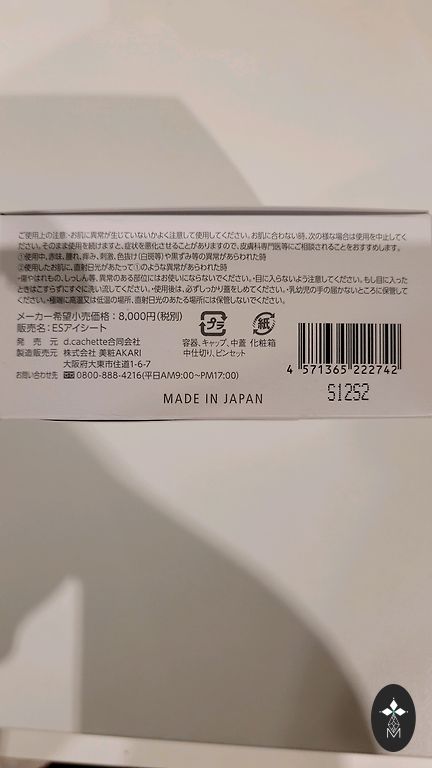 ご使用上の注意:・お肌に異常が生じていないかよく注意して使用してください。お肌に合わない時、次の様な場合は使用を中止してく
ださい。そのまま使用を続けますと、症状を悪化させることがありますので、皮膚科専門医等にご相談されることをおすすめします。
①使用中、赤味、腫れ、痒み、刺激、色抜け(白斑等)や黒ずみ等の異常があらわれた時
②使用したお肌に、直射日光があたって①のような異常があらわれた時
・傷やはれもの、しっしん等、異常のある部位にはお使いにならないでください。・目に入らないよう注意してください。もし目に入った
ときはこすらずにすぐに洗い流してください。・使用後は、必ずしっかり蓋をしめてください。・乳幼児の手の届かないところに保管して
ください。・極端に高温又は低温の場所、直射日光のあたる場所には保管しないでください。
メーカー希望小売価格:8,000円(税別)
販売名:ESアイシート
発売元 d.cachette合同会社
製造販売元 株式会社 美粧AKARI
大阪府大東市住道1-6-7
お問い合わせ先 0800-888-4216(平日AM9:00~PM17:00)
プラ
容器、キャップ、中蓋
中仕切り、ピンセット
紙
化粧箱
4 571365 222742
S12S2
MADE IN JAPAN
M